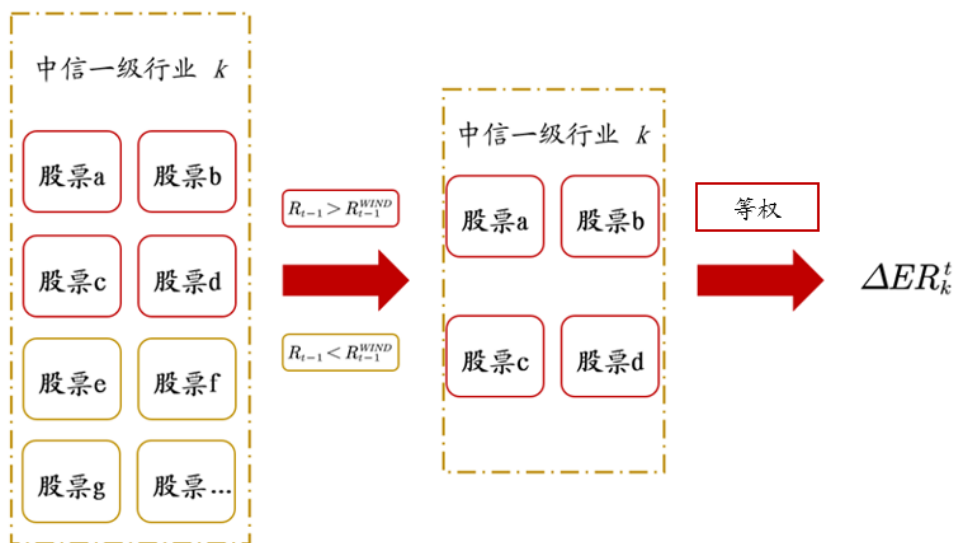 中信一级行业 k
股票a
股票b
股票c
股票d
股票e
股票f
股票g
股票...
R_{t-1} > R_{t-1}^{WIND}
R_{t-1} < R_{t-1}^{WIND}
中信一级行业 k
股票a
股票b
股票c
股票d
等权
ΔER_k^t